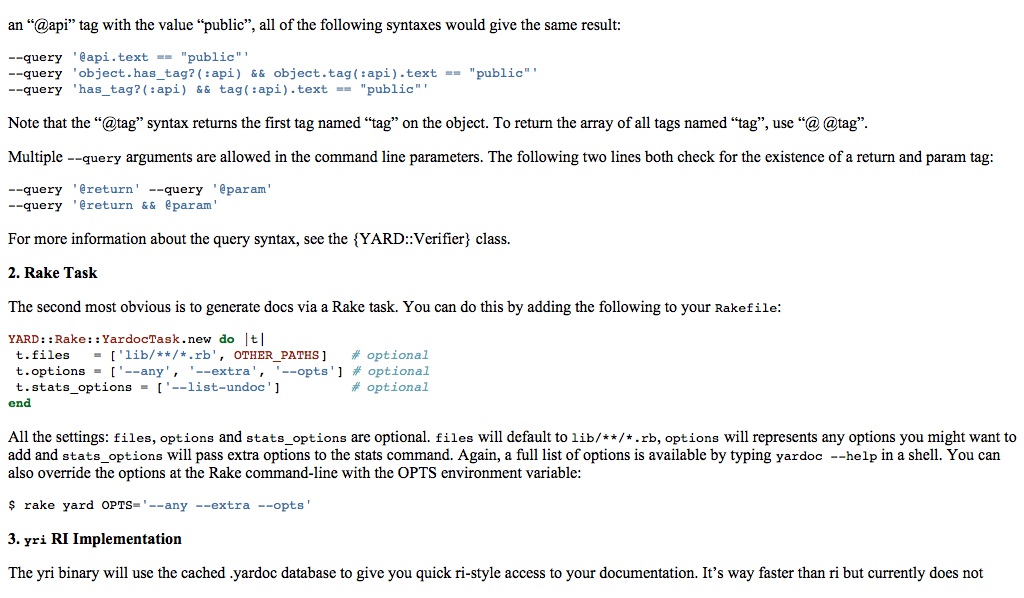 an “@api” tag with the value “public”, all of the following syntaxes would give the same result:
--query '@api.text == "public"'
--query 'object.has_tag?(:api) && object.tag(:api).text == "public"'
--query 'has_tag?(:api) && tag(:api).text == "public"'
Note that the “@tag” syntax returns the first tag named “tag” on the object. To return the array of all tags named “tag”, use “@ @tag”.
Multiple --query arguments are allowed in the command line parameters. The following two lines both check for the existence of a return and param tag:
--query '@return' --query '@param'
--query '@return && @param'
For more information about the query syntax, see the {YARD::Verifier} class.
2. Rake Task
The second most obvious is to generate docs via a Rake task. You can do this by adding the following to your Rakefile:
YARD::Rake::YardocTask.new do |t|
 t.files   = ['lib/**/*.rb', OTHER_PATHS]   # optional
 t.options = ['--any', '--extra', '--opts'] # optional
 t.stats_options = ['--list-undoc']         # optional
end
All the settings: files, options and stats_options are optional. files will default to lib/**/*.rb, options will represents any options you might want to
add and stats_options will pass extra options to the stats command. Again, a full list of options is available by typing yardoc --help in a shell. You can
also override the options at the Rake command-line with the OPTS environment variable:
$ rake yard OPTS='--any --extra --opts'
3. yri RI Implementation
The yri binary will use the cached .yardoc database to give you quick ri-style access to your documentation. It’s way faster than ri but currently does not